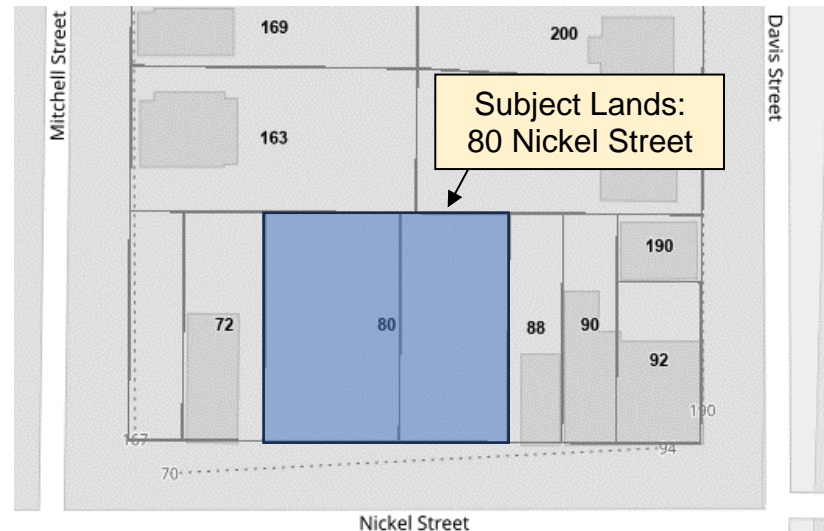 Mitchell Street
169
200
Davis Street
163
Subject Lands:
80 Nickel Street
190
72
80
88
90
92
190
167
94
70
Nickel Street